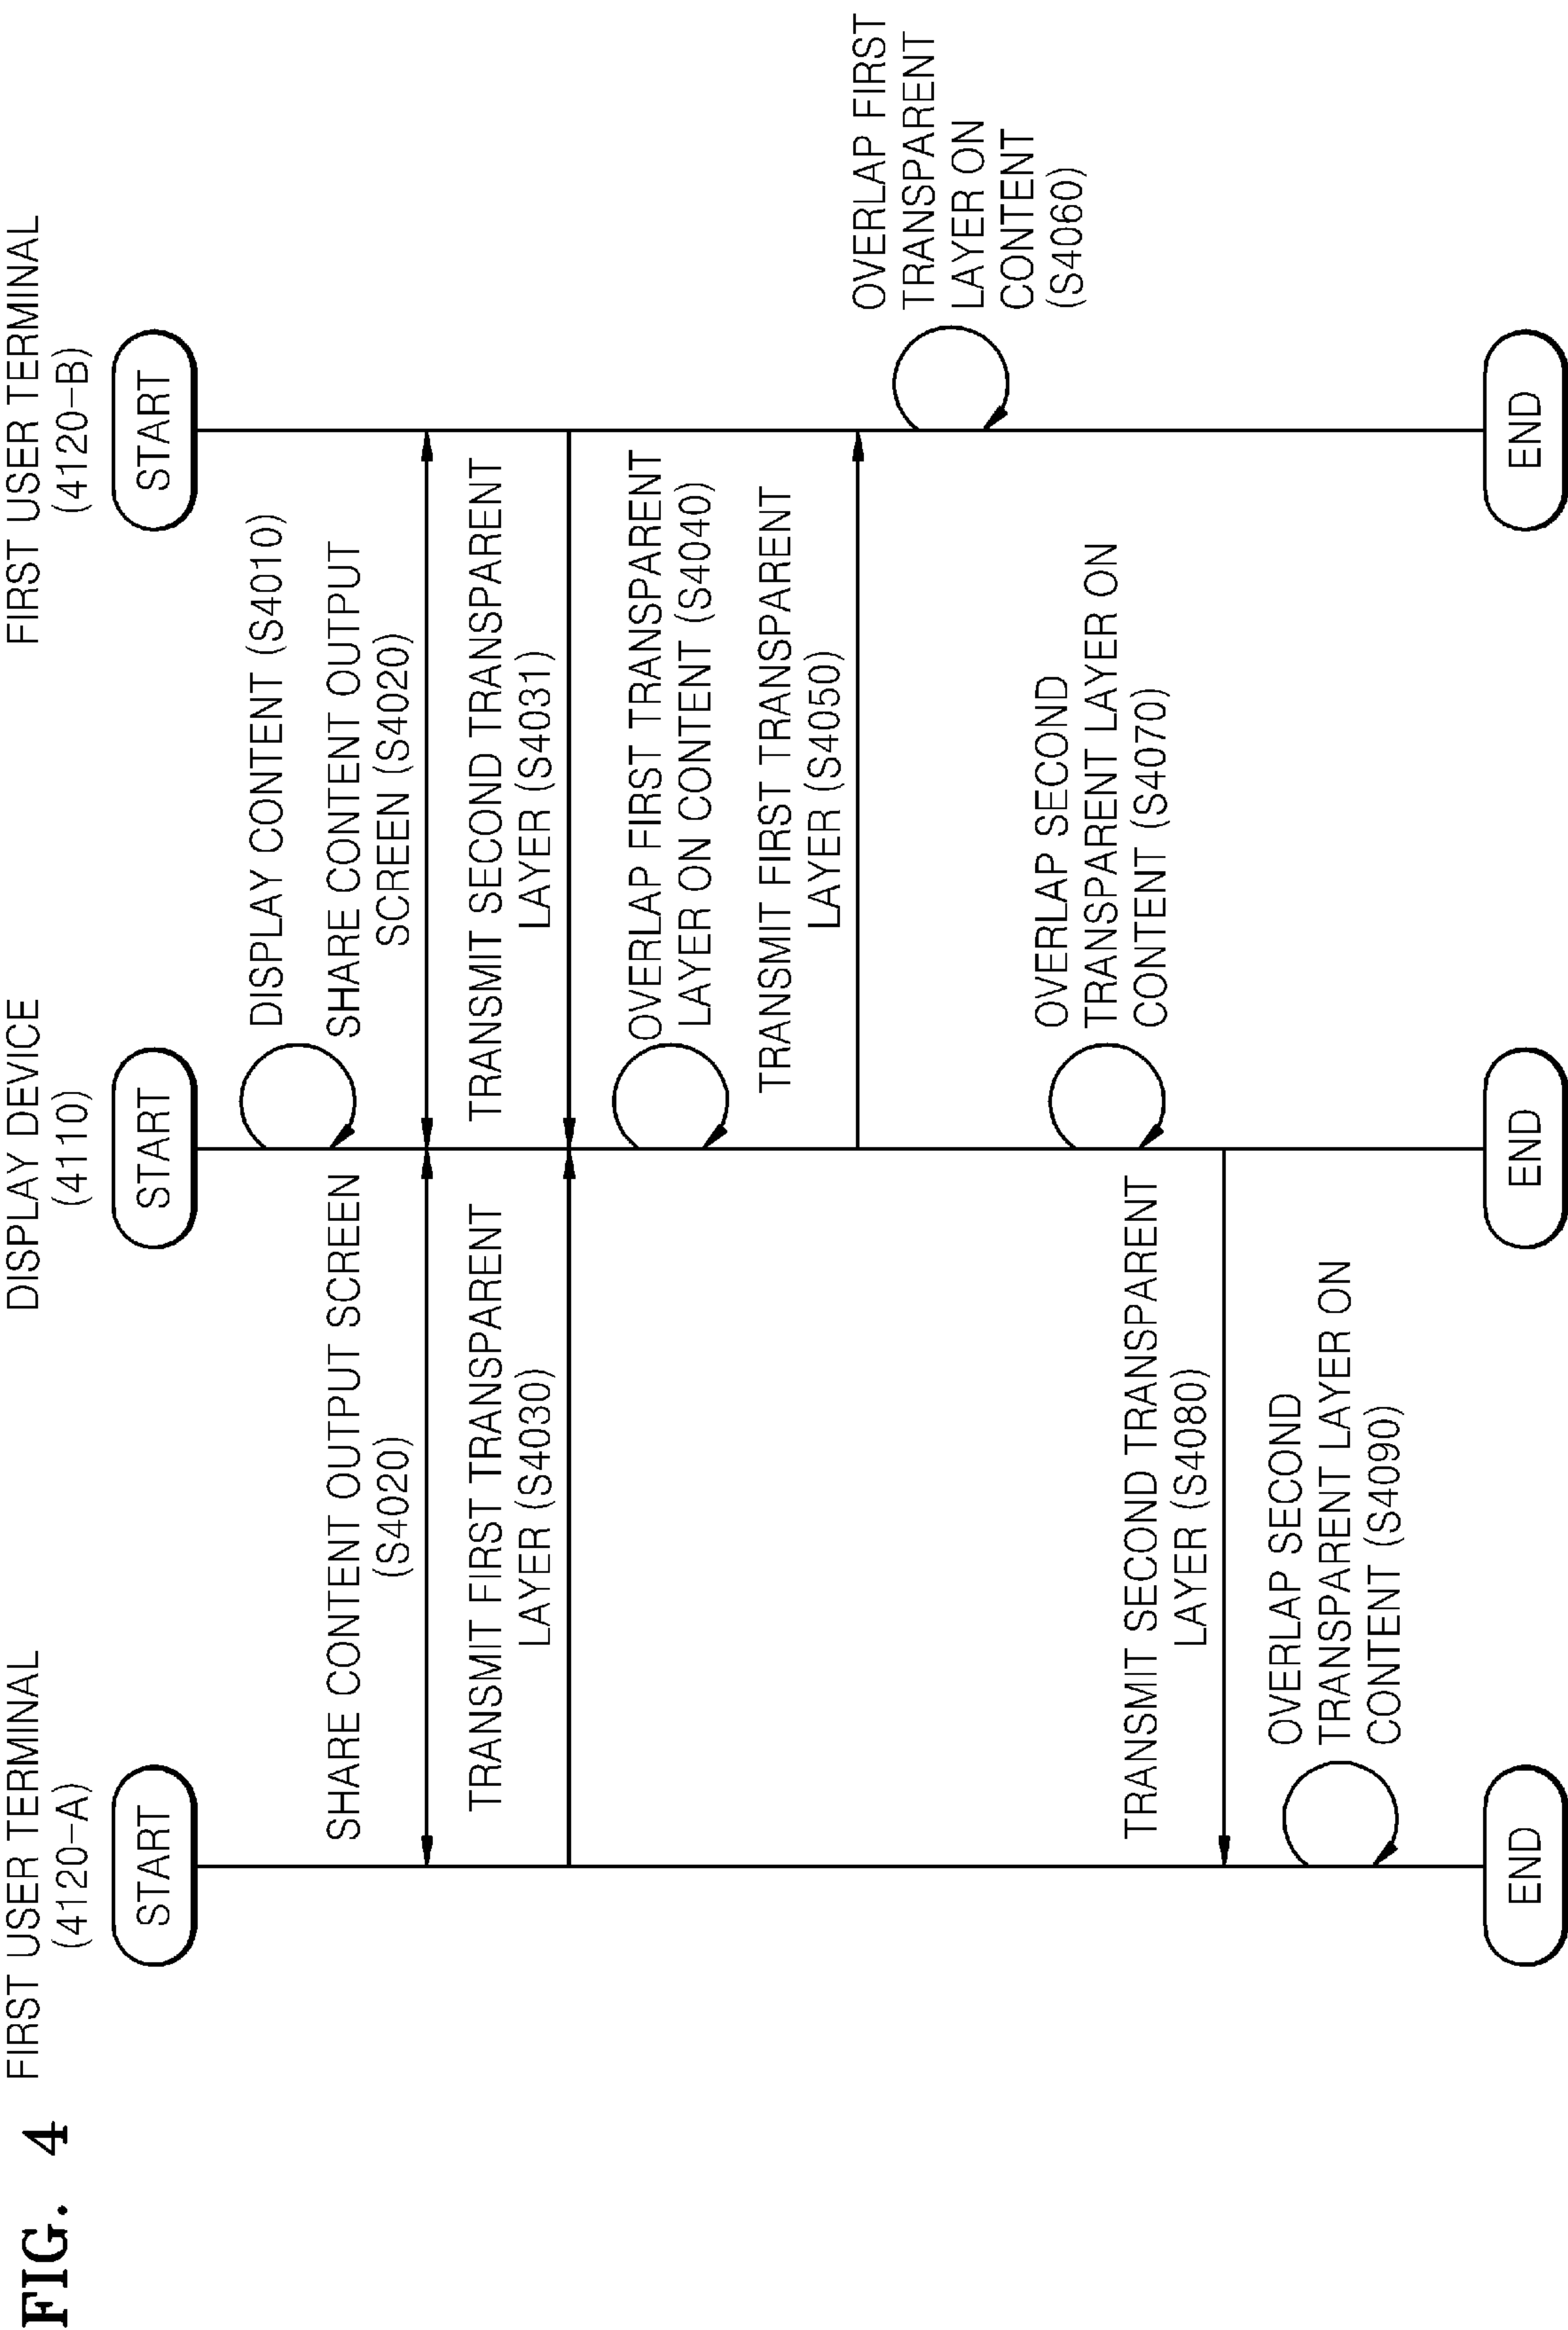 FIG. 4
FIRST USER TERMINAL
(4120-A)
DISPLAY DEVICE
(4110)
FIRST USER TERMINAL
(4120-B)
START
START
START
DISPLAY CONTENT (S4010)
SHARE CONTENT OUTPUT SCREEN
(S4020)
SHARE CONTENT OUTPUT
SCREEN (S4020)
TRANSMIT FIRST TRANSPARENT
LAYER (S4030)
TRANSMIT SECOND TRANSPARENT
LAYER (S4031)
OVERLAP FIRST TRANSPARENT
LAYER ON CONTENT (S4040)
TRANSMIT FIRST TRANSPARENT
LAYER (S4050)
OVERLAP FIRST
TRANSPARENT
LAYER ON
CONTENT
(S4060)
OVERLAP SECOND
TRANSPARENT LAYER ON
CONTENT (S4070)
TRANSMIT SECOND TRANSPARENT
LAYER (S4080)
OVERLAP SECOND
TRANSPARENT LAYER ON
CONTENT (S4090)
END
END
END